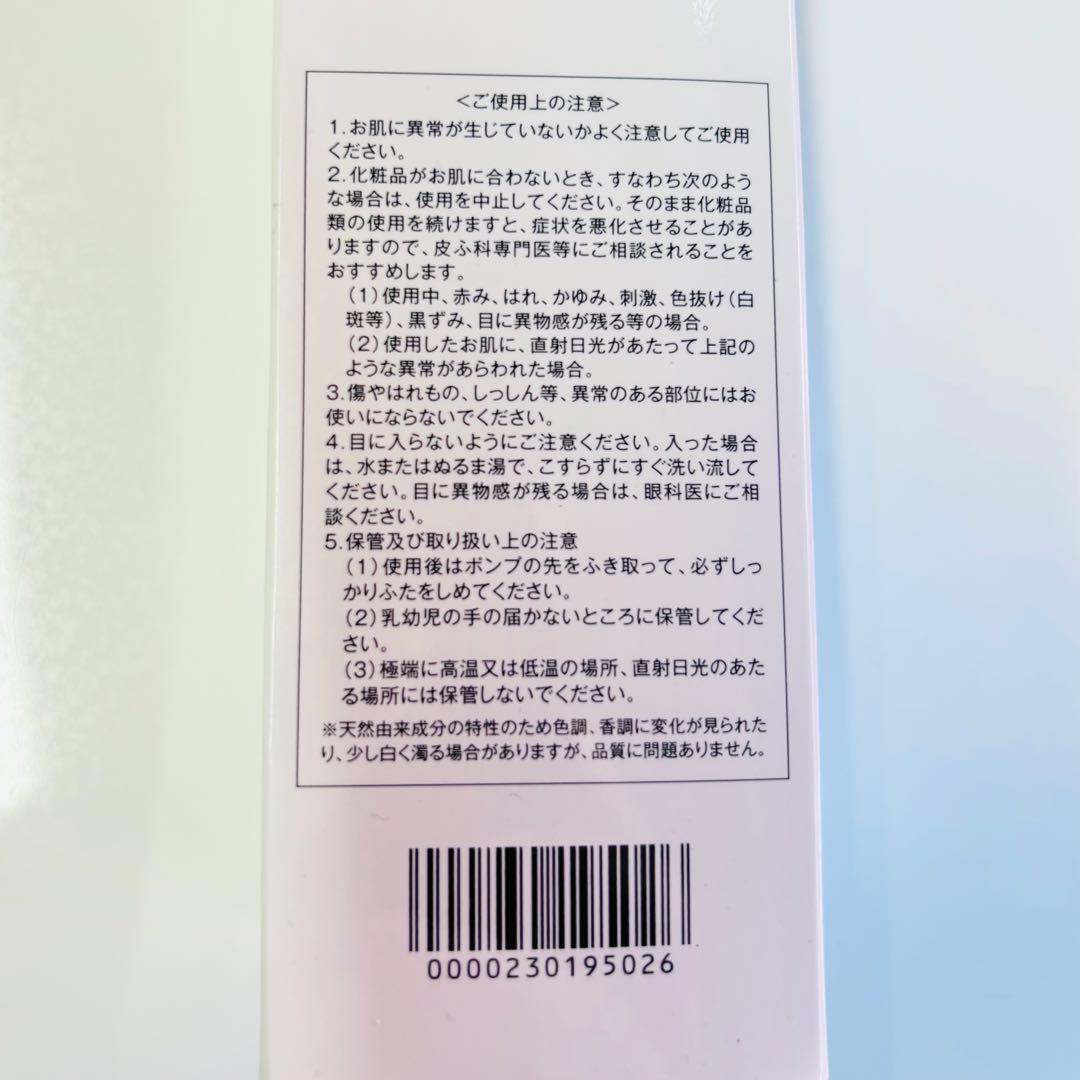 ＜ご使用上の注意＞
1.お肌に異常が生じていないかよく注意してご使用
ください。
2.化粧品がお肌に合わないとき、すなわち次のよう
な場合は、使用を中止してください。そのまま化粧品
類の使用を続けますと、症状を悪化させることがあ
りますので、皮ふ科専門医等にご相談されることを
おすすめします。
(1)使用中、赤み、はれ、かゆみ、刺激、色抜け(白
斑等)、黒ずみ、目に異物感が残る等の場合。
(2)使用したお肌に、直射日光があたって上記の
ような異常があらわれた場合。
3.傷やはれもの、しっしん等、異常のある部位にはお
使いにならないでください。
4.目に入らないようにご注意ください。入った場合
は、水またはぬるま湯で、こすらずにすぐ洗い流して
ください。目に異物感が残る場合は、眼科医にご相
談ください。
5.保管及び取り扱い上の注意
(1)使用後はポンプの先をふき取って、必ずしっ
かりふたをしめてください。
(2)乳幼児の手の届かないところに保管してくだ
さい。
(3)極端に高温又は低温の場所、直射日光のあた
る場所には保管しないでください。
※天然由来成分の特性のため色調、香調に変化が見られた
り、少し白く濁る場合がありますが、品質に問題ありません。
0000230195026